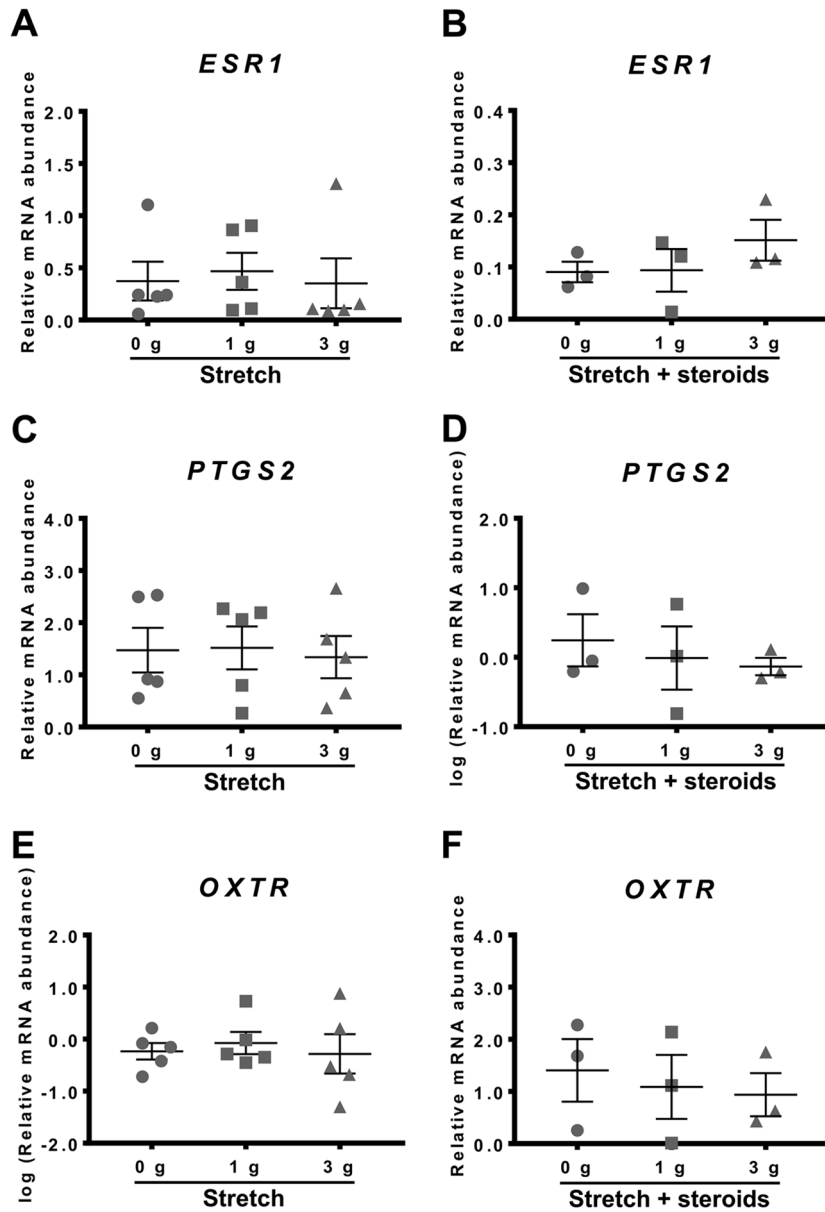 A
ESR1
Relative mRNA abundance
2.0
1.5
1.0
0.5
0.0
0 g
1 g
3 g
Stretch
B
ESR1
Relative mRNA abundance
0.4
0.3
0.2
0.1
0.0
0 g
1 g
3 g
Stretch + steroids
C
PTGS2
Relative mRNA abundance
4.0
3.0
2.0
1.0
0.0
0 g
1 g
3 g
Stretch
D
PTGS2
log (Relative mRNA abundance)
2.0
1.0
0.0
-1.0
0 g
1 g
3 g
Stretch + steroids
E
OXTR
log (Relative mRNA abundance)
2.0
1.0
-0.0
-1.0
-2.0
0 g
1 g
3 g
Stretch
F
OXTR
Relative mRNA abundance
4.0
3.0
2.0
1.0
0.0
0 g
1 g
3 g
Stretch + steroids